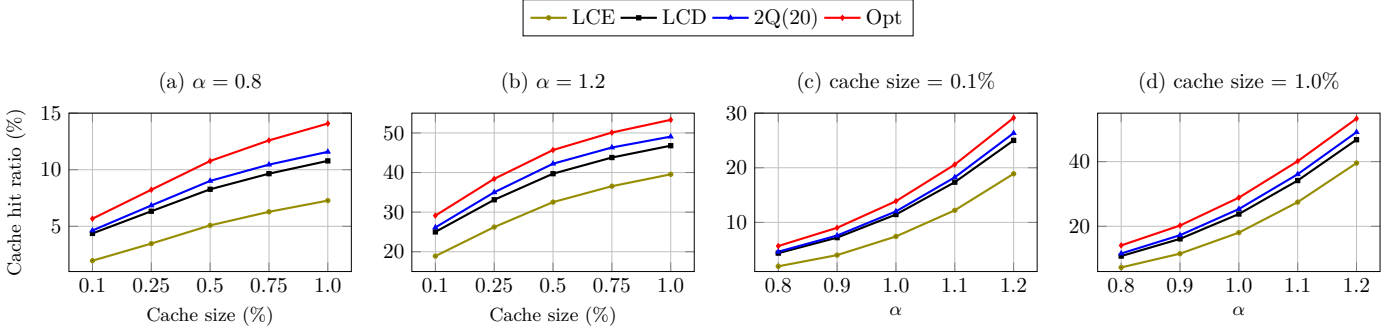 LCE LCD 2Q(20) Opt
(a) α = 0.8
Cache hit ratio (%)
15
10
5
0.1 0.25 0.5 0.75 1.0
Cache size (%)
(b) α = 1.2
50
40
30
20
0.1 0.25 0.5 0.75 1.0
Cache size (%)
(c) cache size = 0.1%
30
20
10
0.8 0.9 1.0 1.1 1.2
α
(d) cache size = 1.0%
40
20
0.8 0.9 1.0 1.1 1.2
α